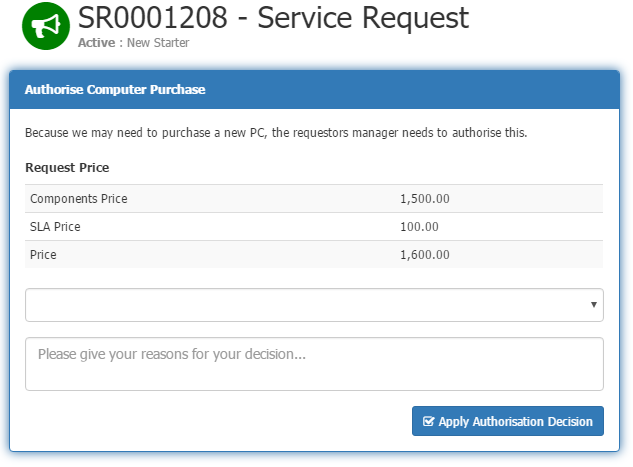 SR0001208 - Service Request
Active : New Starter
Authorise Computer Purchase
Because we may need to purchase a new PC, the requestors manager needs to authorise this.
Request Price
Components Price 1,500.00
SLA Price 100.00
Price 1,600.00
Please give your reasons for your decision...
Apply Authorisation Decision